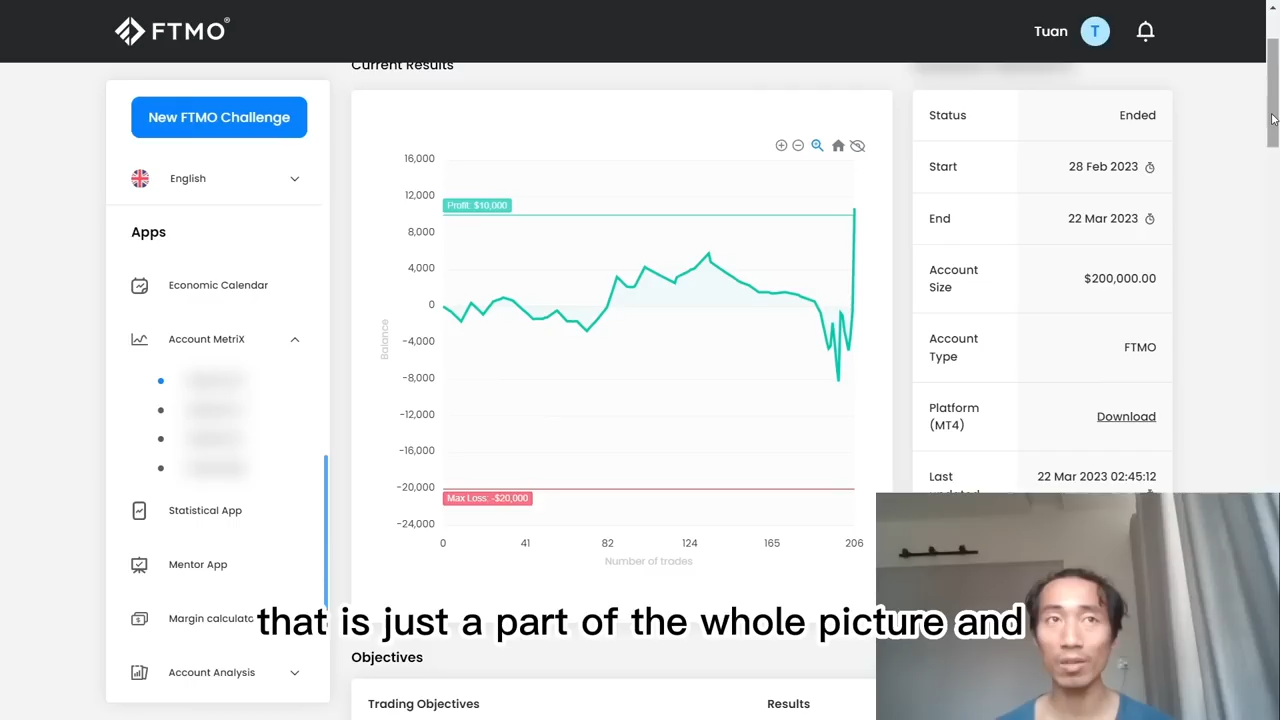 FTMO®
Tuan
T
Current Results
New FTMO Challenge
English
Apps
Economic Calendar
Account MetriX
Statistical App
Mentor App
Margin calculato
Account Analysis
16,000
12,000
8,000
4,000
0
-4,000
-8,000
-12,000
-16,000
-20,000
-24,000
Balance
Profit: $10,000
Max Loss: -$20,000
0 41 82 124 165 206
Number of trades
Status Ended
Start 28 Feb 2023
End 22 Mar 2023
Account Size $200,000.00
Account Type FTMO
Platform (MT4) Download
Last updated 22 Mar 2023 02:45:12
that is just a part of the whole picture and
Objectives
Trading Objectives Results